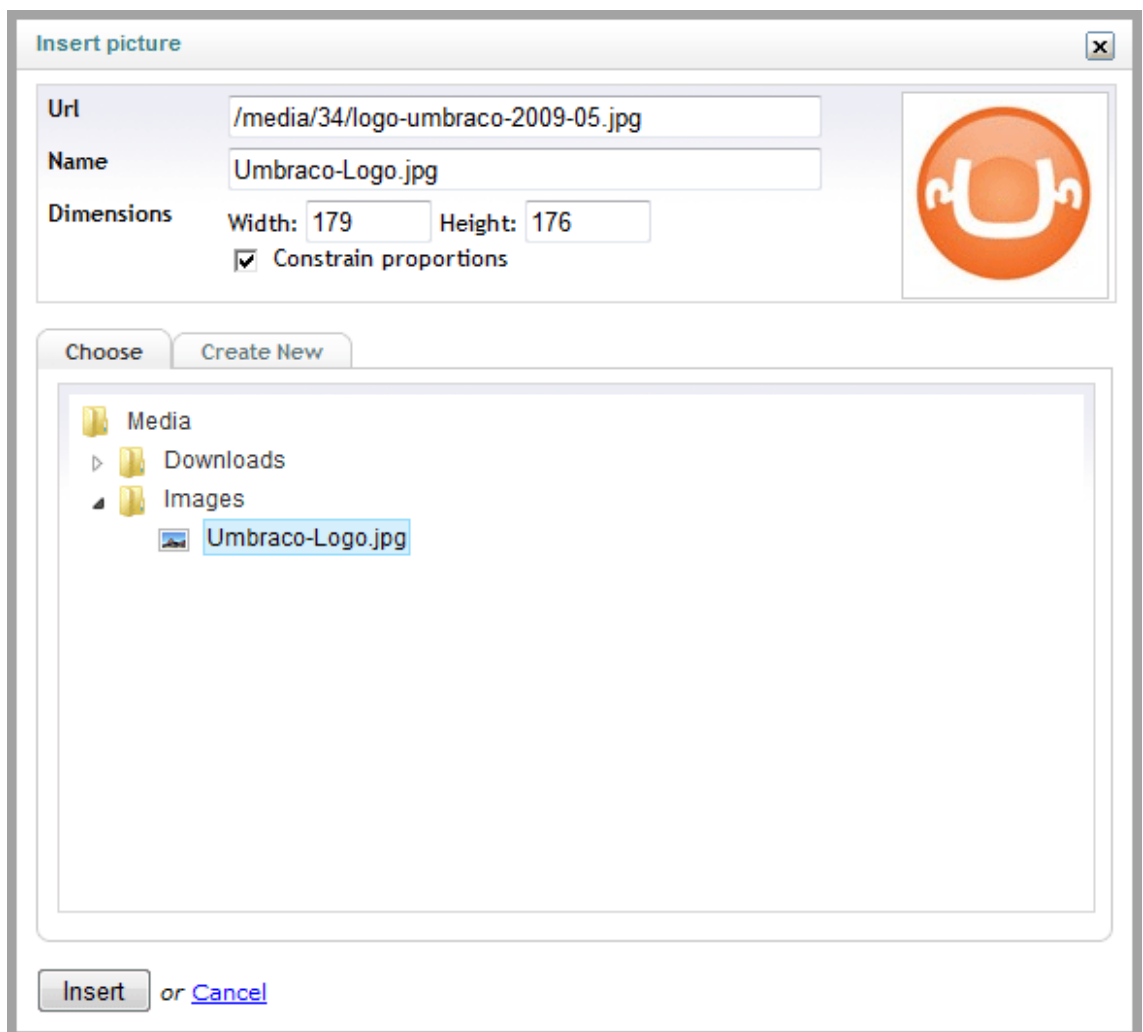 Insert picture
Url /media/34/logo-umbraco-2009-05.jpg
Name Umbraco-Logo.jpg
Dimensions Width: 179 Height: 176
Constrain proportions
Choose Create New
Media
Downloads
Images
Umbraco-Logo.jpg
Insert or Cancel